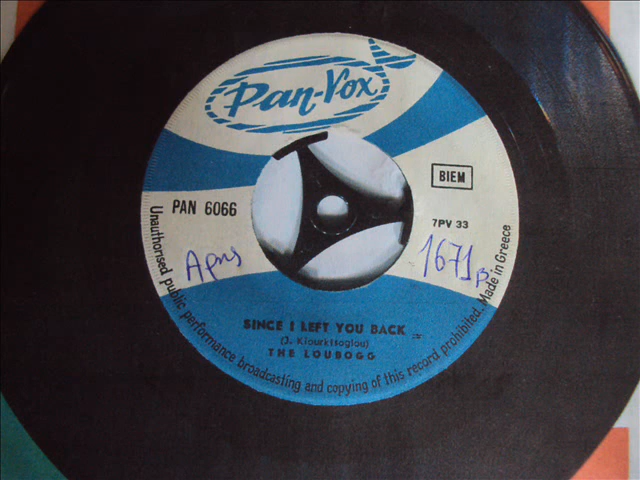 Pan-Vox
BIEM
PAN 6066
7PV 33
1671 B
SINCE I LEFT YOU BACK
(J. Kiourktsoglou)
THE LOUBOGG
Unauthorised public performance broadcasting and copying of this record prohibited. Made in Greece